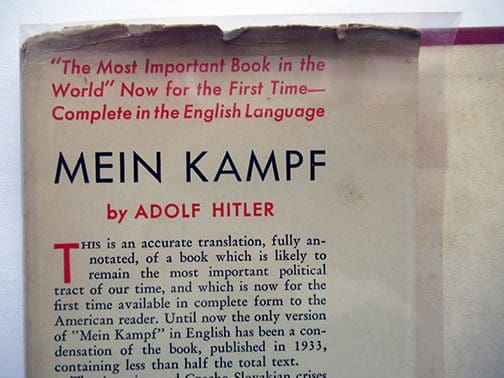 "The Most Important Book in the
World" Now for the First Time—
Complete in the English Language
MEIN KAMPF
by ADOLF HITLER
THIS is an accurate translation, fully an-
notated, of a book which is likely to
remain the most important political
tract of our time, and which is now for the
first time available in complete form to the
American reader. Until now the only version
of "Mein Kampf" in English has been a con-
densation of the book, published in 1933,
containing less than half the total text.
Czecho-Slovakian crises